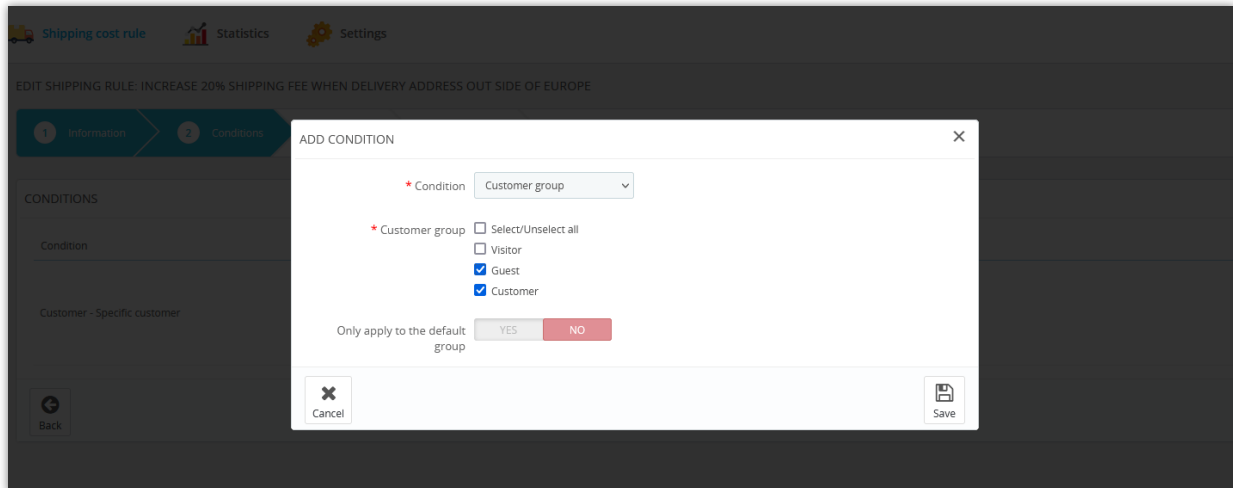 Shipping cost rule Statistics Settings
EDIT SHIPPING RULE: INCREASE 20% SHIPPING FEE WHEN DELIVERY ADDRESS OUT SIDE OF EUROPE
1 Information 2 Conditions
ADD CONDITION
* Condition Customer group
* Customer group Select/Unselect all
Visitor
Guest
Customer
Only apply to the default group YES NO
Cancel Save
CONDITIONS
Condition
Customer - Specific customer
Back